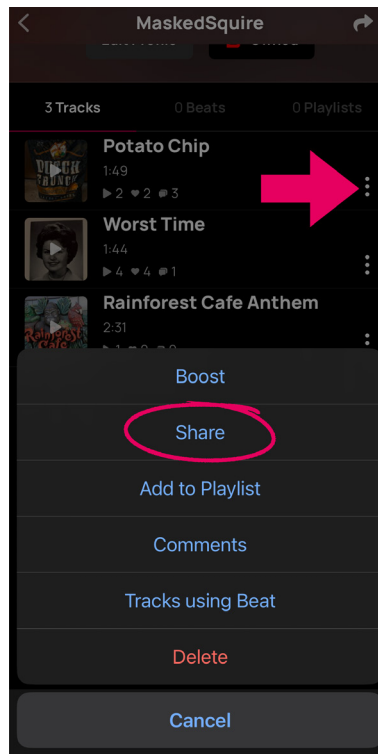 MaskedSquire
3 Tracks
0 Beats
0 Playlists
Potato Chip
1:49
2 2 3
Worst Time
1:44
4 4 1
Rainforest Cafe Anthem
2:31
Boost
Share
Add to Playlist
Comments
Tracks using Beat
Delete
Cancel